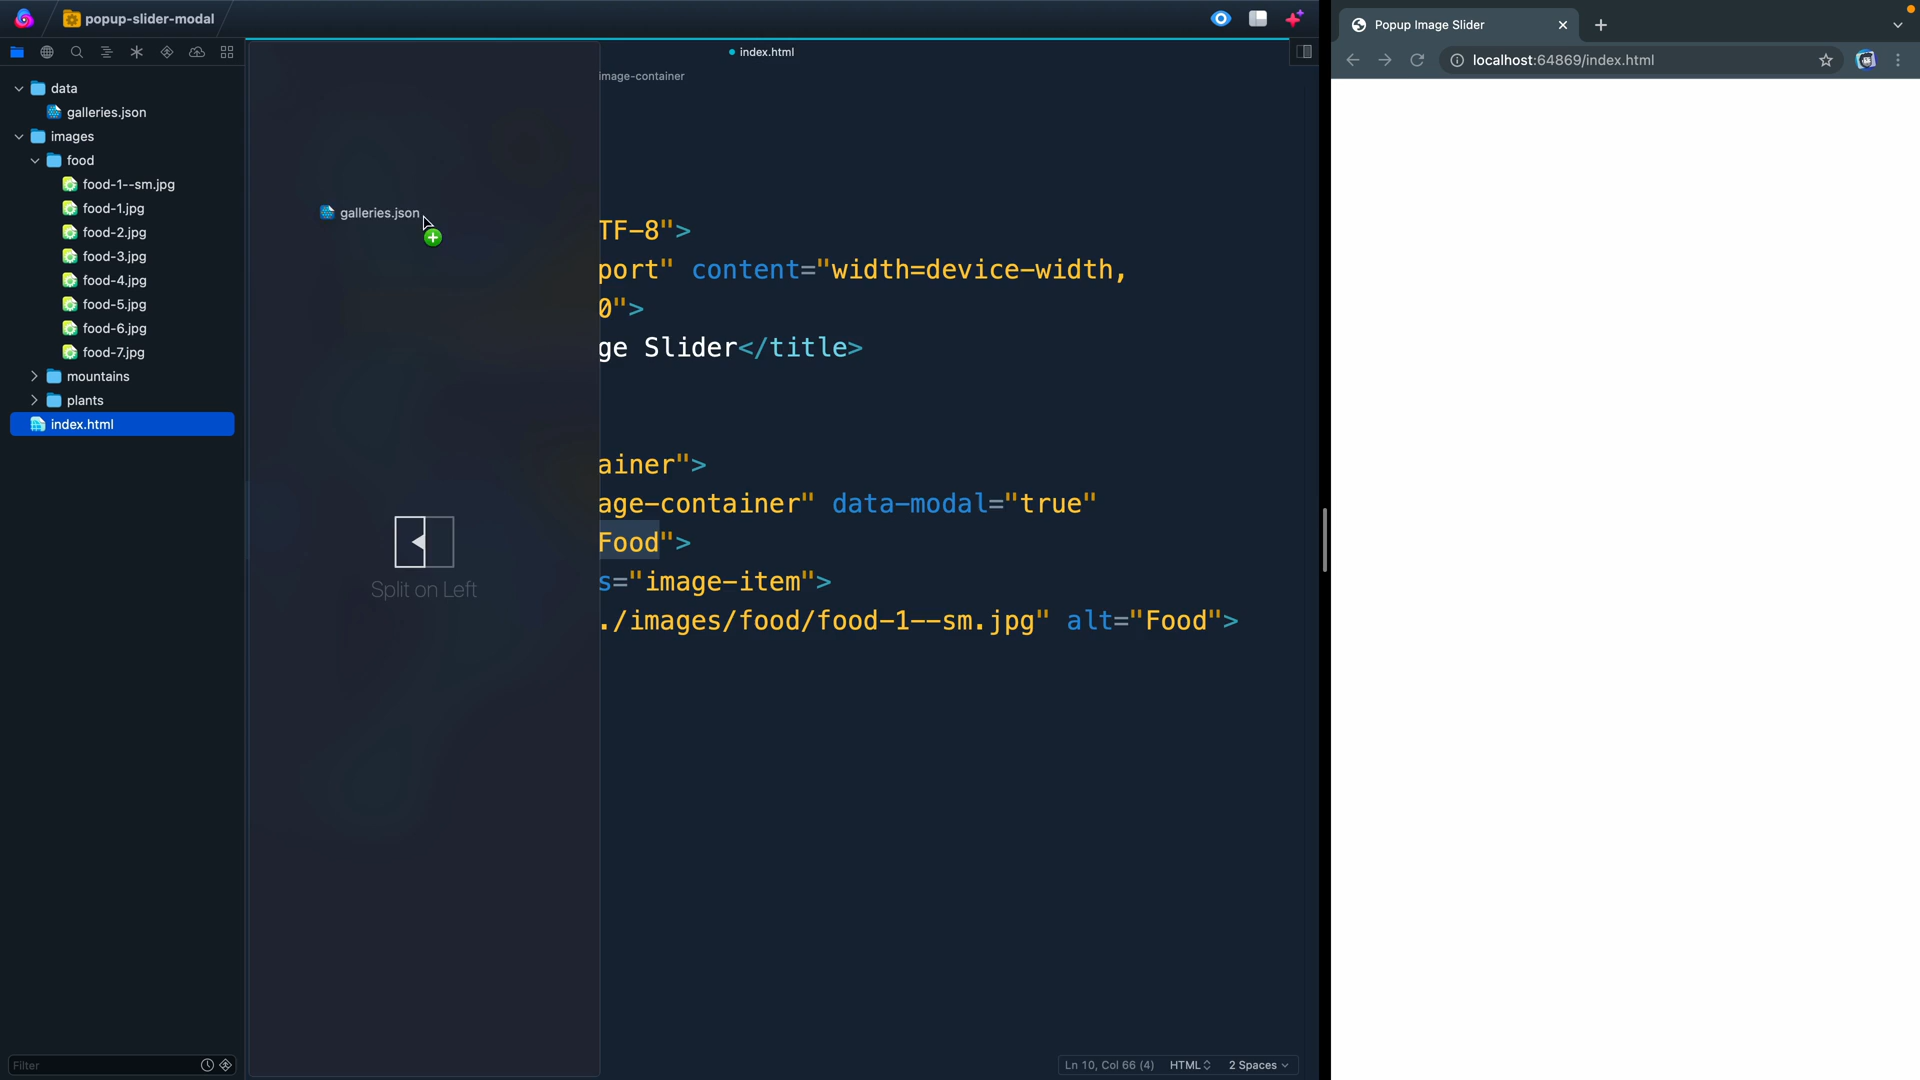 popup-slider-modal
data
galleries.json
images
food
food-1--sm.jpg
food-1.jpg
food-2.jpg
food-3.jpg
food-4.jpg
food-5.jpg
food-6.jpg
food-7.jpg
mountains
plants
index.html
Filter
galleries.json
Split on Left
index.html
image-container
TF-8">
port" content="width=device-width,
0">
ge Slider</title>
ainer">
age-container" data-modal="true"
Food">
s="image-item">
./images/food/food-1--sm.jpg" alt="Food">
Ln 10, Col 66 (4) HTML 2 Spaces
Popup Image Slider
localhost:64869/index.html